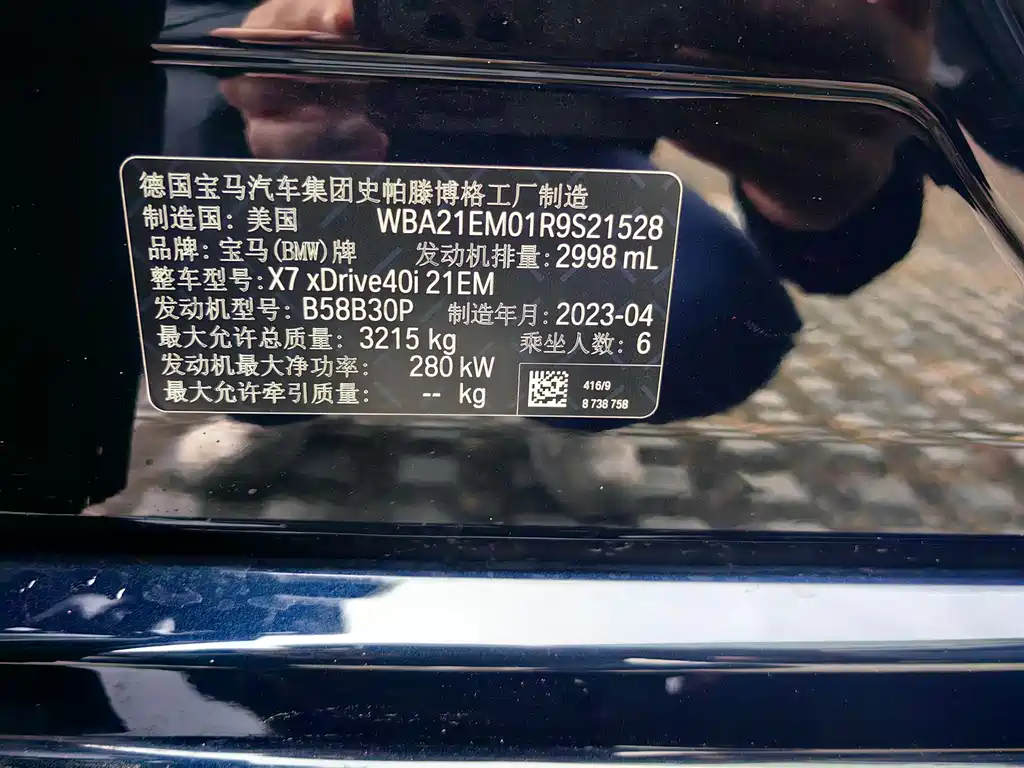 德国宝马汽车集团史帕滕博格工厂制造
制造国: 美国 WBA21EM01R9S21528
品牌: 宝马(BMW)牌 发动机排量: 2998 mL
整车型号: X7 xDrive40i 21EM
发动机型号: B58B30P 制造年月: 2023-04
最大允许总质量: 3215 kg 乘坐人数: 6
发动机最大净功率: 280 kW
最大允许牵引质量: -- kg
416/9
8 738 758